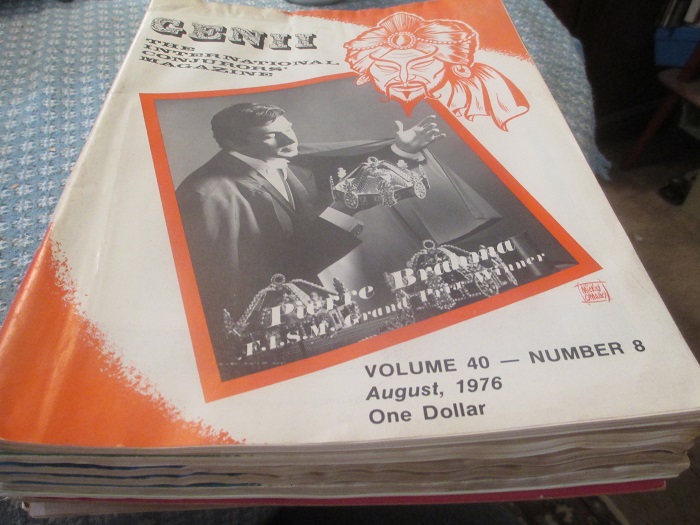 GENII
THE
INTERNATIONAL
CONJURORS'
MAGAZINE
Pierre Brahma
F.I.S.M. Grand Prix Winner
VOLUME 40 — NUMBER 8
August, 1976
One Dollar